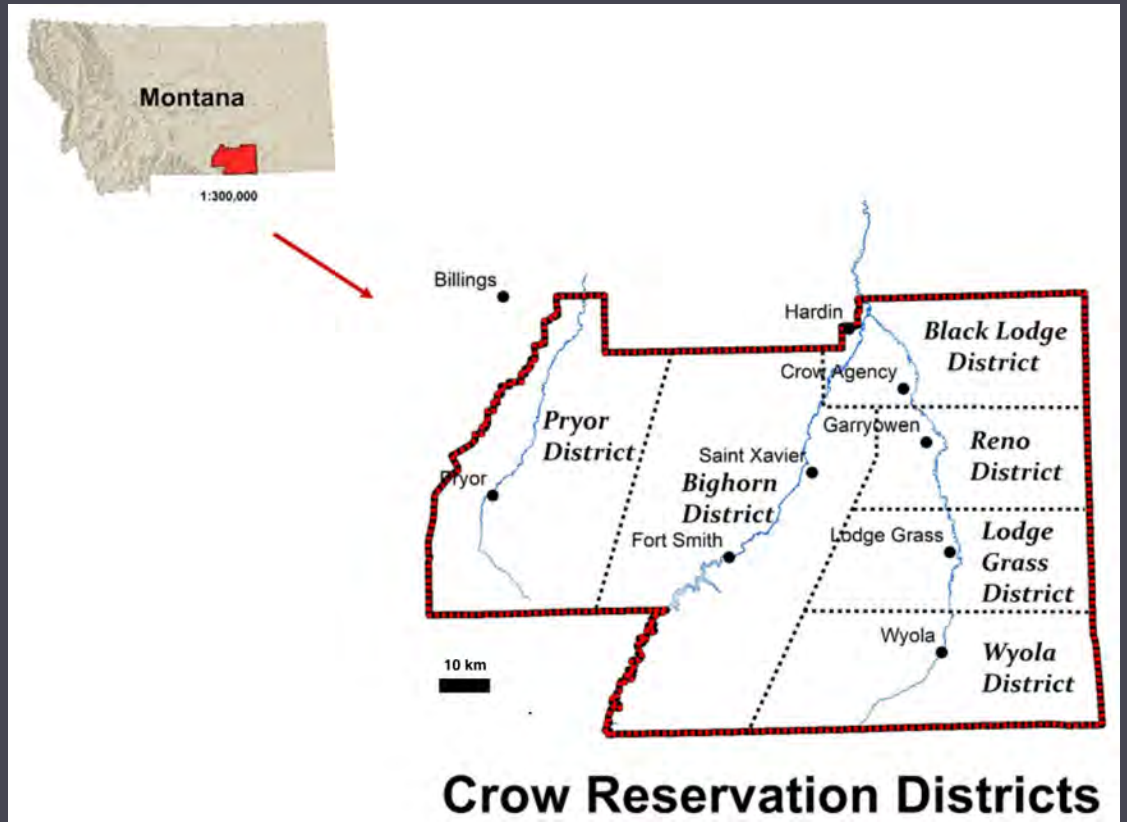 Montana
1:300,000
Billings
Hardin
Black Lodge
District
Crow Agency
Garryowen
Pryor
District
Reno
District
Saint Xavier
Pryor
Bighorn
District
Fort Smith
Lodge Grass
Lodge
Grass
District
Wyola
Wyola
District
10 km
Crow Reservation Districts